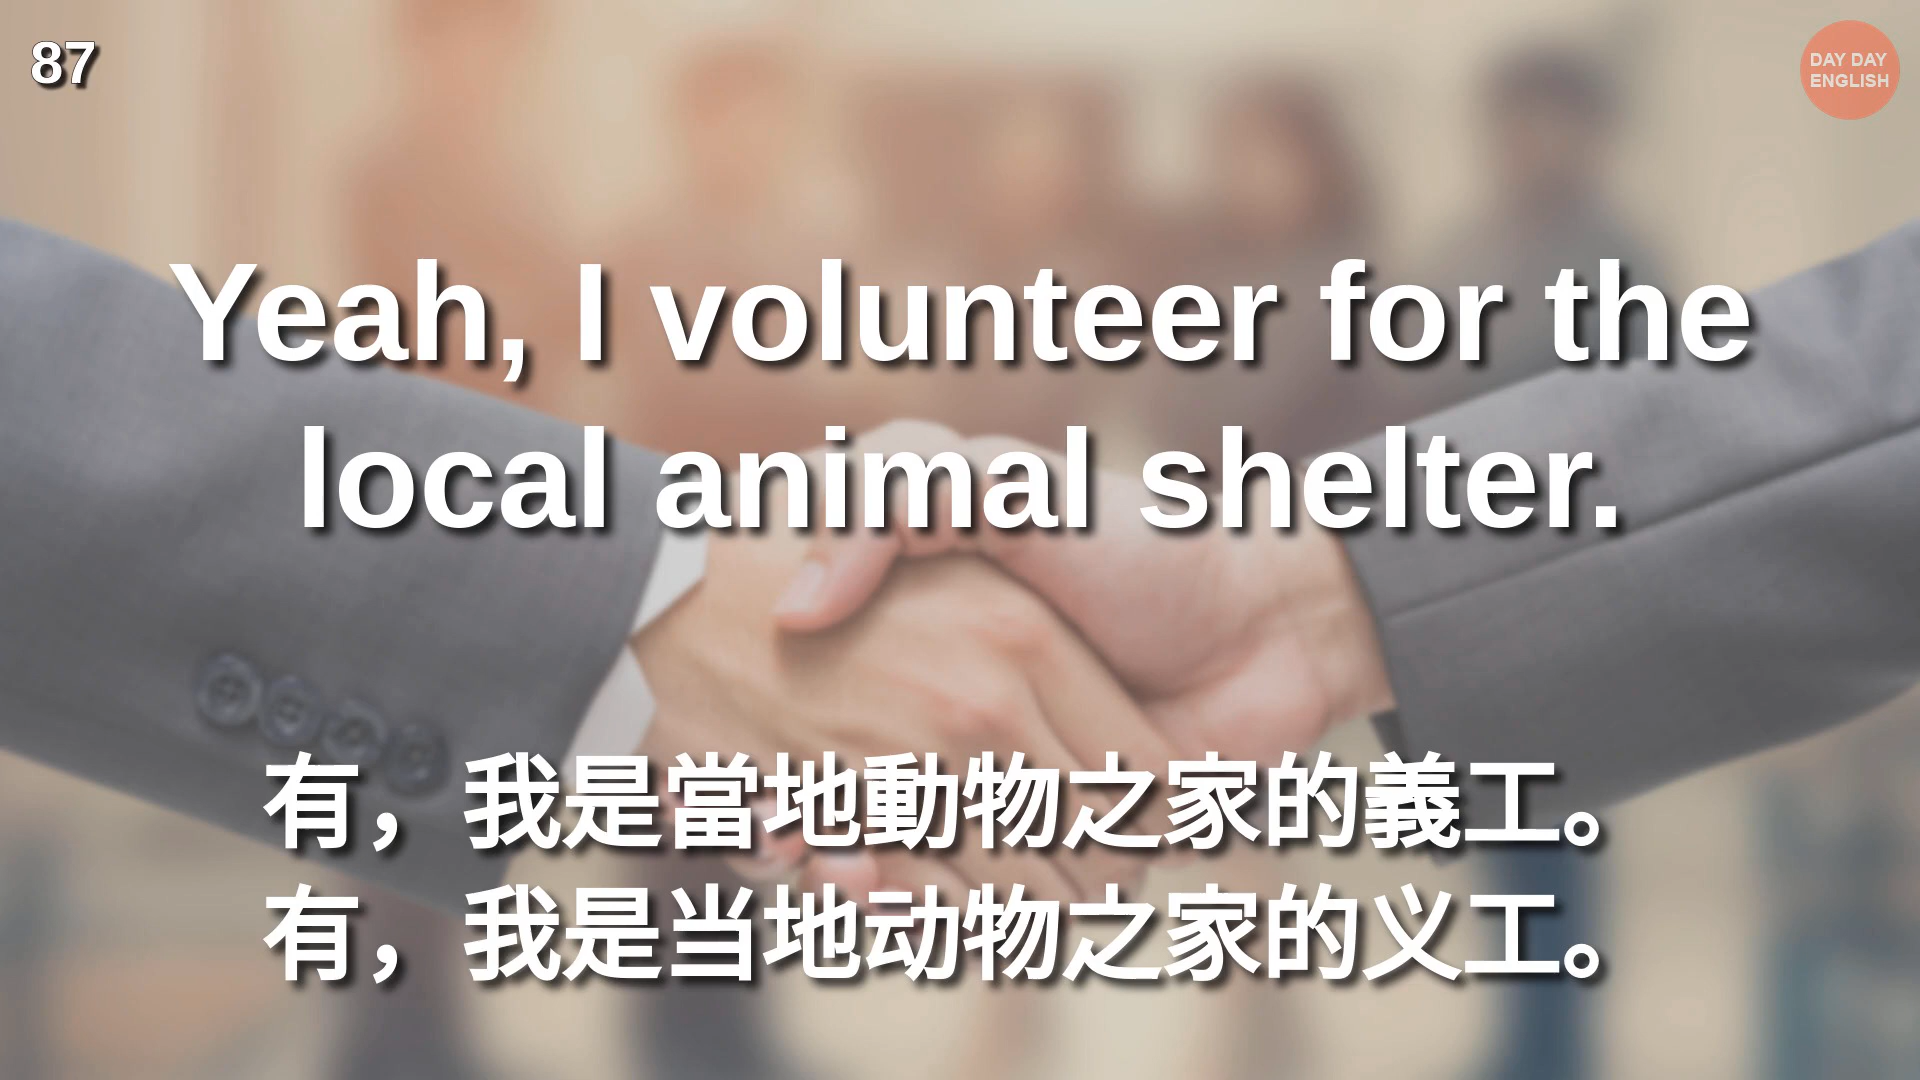 87
DAY DAY
ENGLISH
Yeah, I volunteer for the
local animal shelter.
有，我是當地動物之家的義工。
有，我是当地动物之家的义工。